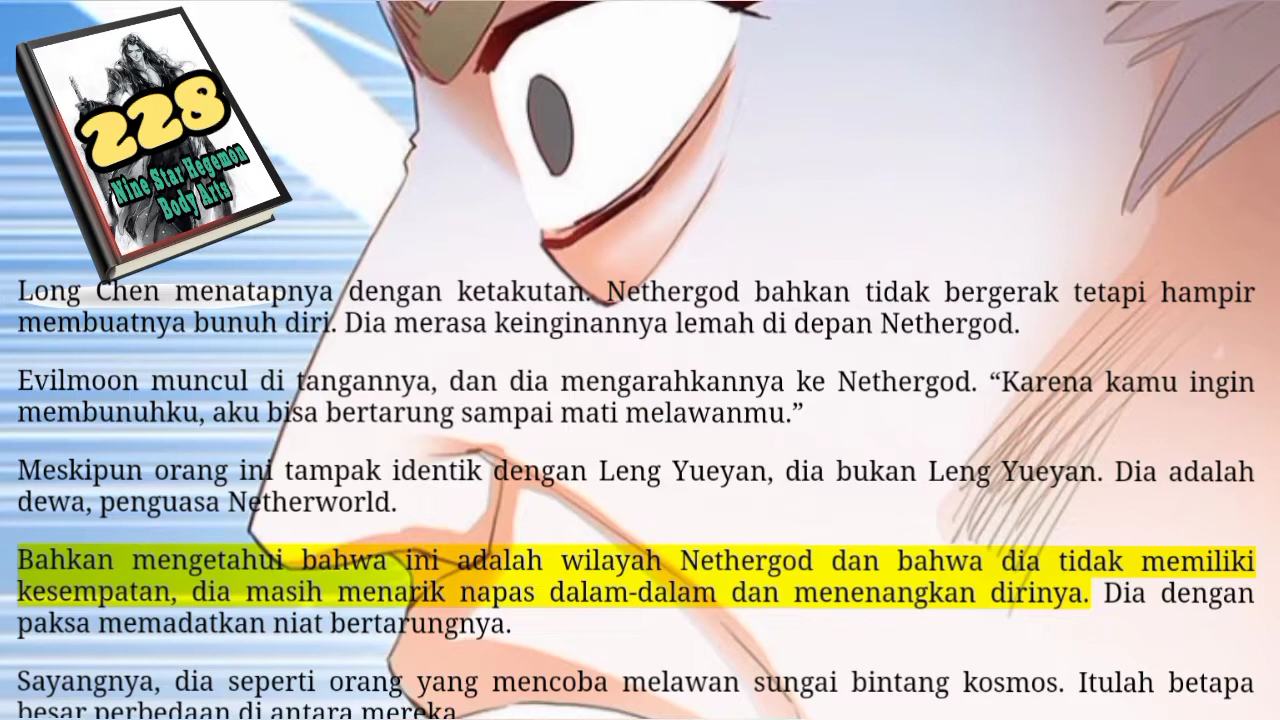 228
Nine Star Hegemon
Body Arts
Long Chen menatapnya dengan ketakutan. Nethergod bahkan tidak bergerak tetapi hampir
membuatnya bunuh diri. Dia merasa keinginannya lemah di depan Nethergod.
Evilmoon muncul di tangannya, dan dia mengarahkannya ke Nethergod. “Karena kamu ingin
membunuhku, aku bisa bertarung sampai mati melawanmu.”
Meskipun orang ini tampak identik dengan Leng Yueyan, dia bukan Leng Yueyan. Dia adalah
dewa, penguasa Netherworld.
Bahkan mengetahui bahwa ini adalah wilayah Nethergod dan bahwa dia tidak memiliki
kesempatan, dia masih menarik napas dalam-dalam dan menenangkan dirinya. Dia dengan
paksa memadatkan niat bertarungnya.
Sayangnya, dia seperti orang yang mencoba melawan sungai bintang kosmos. Itulah betapa
besar perbedaan di antara mereka.